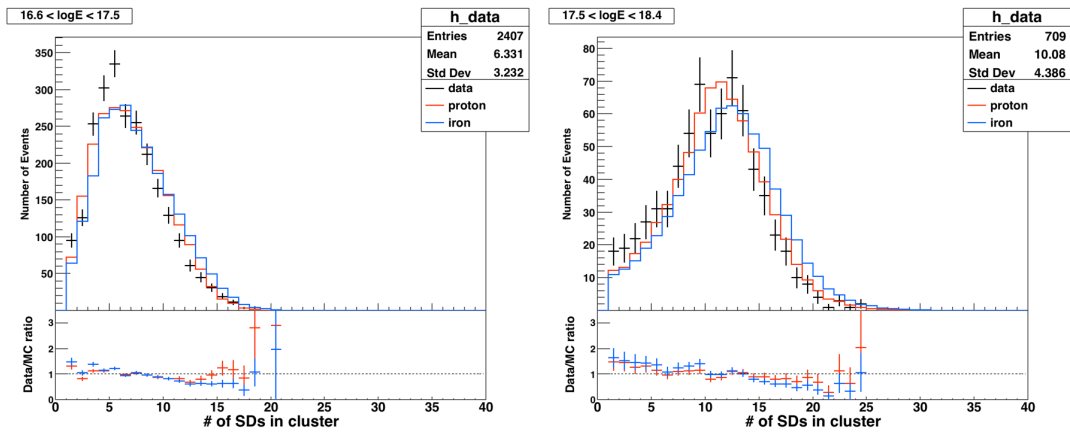 16.6 < logE < 17.5
h_data
Entries 2407
Mean 6.331
Std Dev 3.232
data
proton
iron
Number of Events
350
300
250
200
150
100
50
Data/MC ratio
3
2
1
0
0 5 10 15 20 25 30 35 40
# of SDs in cluster
17.5 < logE < 18.4
h_data
Entries 709
Mean 10.08
Std Dev 4.386
data
proton
iron
Number of Events
80
70
60
50
40
30
20
10
Data/MC ratio
3
2
1
0
0 5 10 15 20 25 30 35 40
# of SDs in cluster